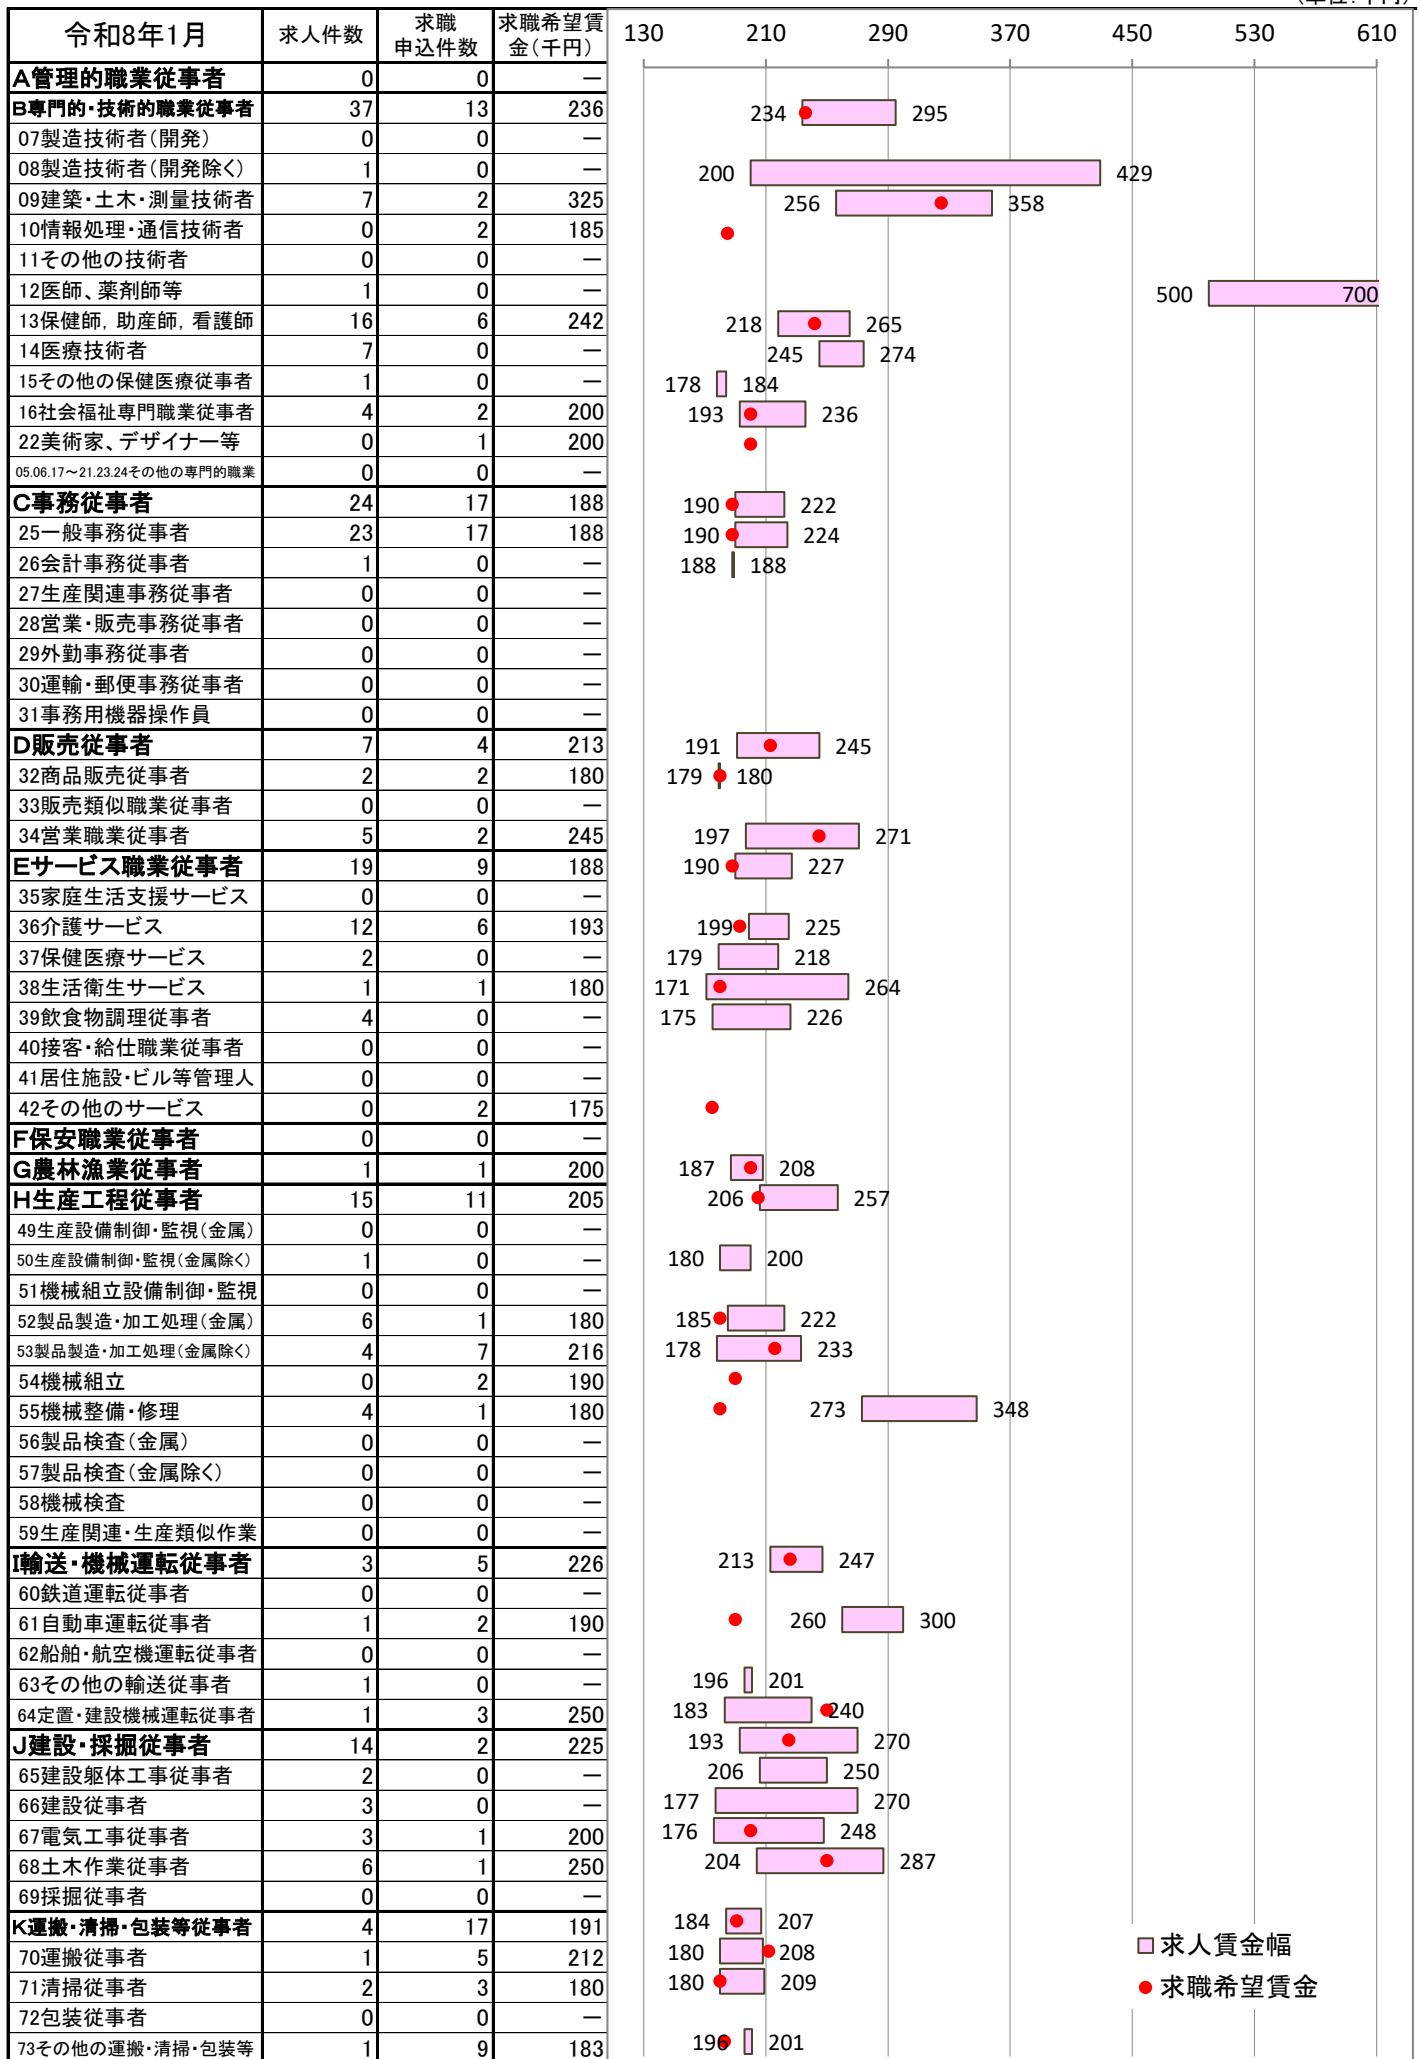 令和8年1月 求人件数 求職申込件数 求職希望賃金(千円) 130 210 290 370 450 530 610
A管理的職業従事者 0 0 ―
B専門的・技術的職業従事者 37 13 236 234 295
07製造技術者(開発) 0 0 ―
08製造技術者(開発除く) 1 0 ― 200 429
09建築・土木・測量技術者 7 2 325 256 358
10情報処理・通信技術者 0 2 185
11その他の技術者 0 0 ―
12医師、薬剤師等 1 0 ― 500 700
13保健師,助産師,看護師 16 6 242 218 265
14医療技術者 7 0 ― 245 274
15その他の保健医療従事者 1 0 ― 178 184
16社会福祉専門職業従事者 4 2 200 193 236
22美術家、デザイナー等 0 1 200
05.06.17~21.23.24その他の専門的職業 0 0 ―
C事務従事者 24 17 188 190 222
25一般事務従事者 23 17 188 190 224
26会計事務従事者 1 0 ― 188 188
27生産関連事務従事者 0 0 ―
28営業・販売事務従事者 0 0 ―
29外勤事務従事者 0 0 ―
30運輸・郵便事務従事者 0 0 ―
31事務用機器操作員 0 0 ―
D販売従事者 7 4 213 191 245
32商品販売従事者 2 2 180 179 180
33販売類似職業従事者 0 0 ―
34営業職業従事者 5 2 245 197 271
Eサービス職業従事者 19 9 188 190 227
35家庭生活支援サービス 0 0 ―
36介護サービス 12 6 193 199 225
37保健医療サービス 2 0 ― 179 218
38生活衛生サービス 1 1 180 171 264
39飲食物調理従事者 4 0 ― 175 226
40接客・給仕職業従事者 0 0 ―
41居住施設・ビル等管理人 0 0 ―
42その他のサービス 0 2 175
F保安職業従事者 0 0 ―
G農林漁業従事者 1 1 200 187 208
H生産工程従事者 15 11 205 206 257
49生産設備制御・監視(金属) 0 0 ―
50生産設備制御・監視(金属除く) 1 0 ― 180 200
51機械組立設備制御・監視 0 0 ―
52製品製造・加工処理(金属) 6 1 180 185 222
53製品製造・加工処理(金属除く) 4 7 216 178 233
54機械組立 0 2 190
55機械整備・修理 4 1 180 273 348
56製品検査(金属) 0 0 ―
57製品検査(金属除く) 0 0 ―
58機械検査 0 0 ―
59生産関連・生産類似作業 0 0 ―
I輸送・機械運転従事者 3 5 226 213 247
60鉄道運転従事者 0 0 ―
61自動車運転従事者 1 2 190 260 300
62船舶・航空機運転従事者 0 0 ―
63その他の輸送従事者 1 0 ― 196 201
64定置・建設機械運転従事者 1 3 250 183 240
J建設・採掘従事者 14 2 225 193 270
65建設躯体工事従事者 2 0 ― 206 250
66建設従事者 3 0 ― 177 270
67電気工事従事者 3 1 200 176 248
68土木作業従事者 6 1 250 204 287
69採掘従事者 0 0 ―
K運搬・清掃・包装等従事者 4 17 191 184 207
70運搬従事者 1 5 212 180 208
71清掃従事者 2 3 180 180 209
72包装従事者 0 0 ―
73その他の運搬・清掃・包装等 1 9 183 196 201
求人賃金幅
求職希望賃金